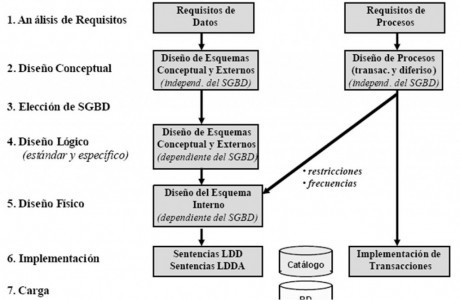 1. Análisis de Requisitos
Requisitos de
Datos
Requisitos de
Procesos
2. Diseño Conceptual
Diseño de Esquemas
Conceptual y Externos
(independ. del SGBD)
Diseño de Procesos
(transac. y diferiso)
(independ. del SGBD)
3. Elección de SGBD
4. Diseño Lógico
(estándar y específico)
Diseño de Esquemas
Conceptual y Externos
(dependiente del SGBD)
• restricciones
• frecuencias
5. Diseño Físico
Diseño del Esquema
Interno
(dependiente del SGBD)
6. Implementación
Sentencias LDD
Sentencias LDDA
Catálogo
Implementación de
Transacciones
7. Carga
BD